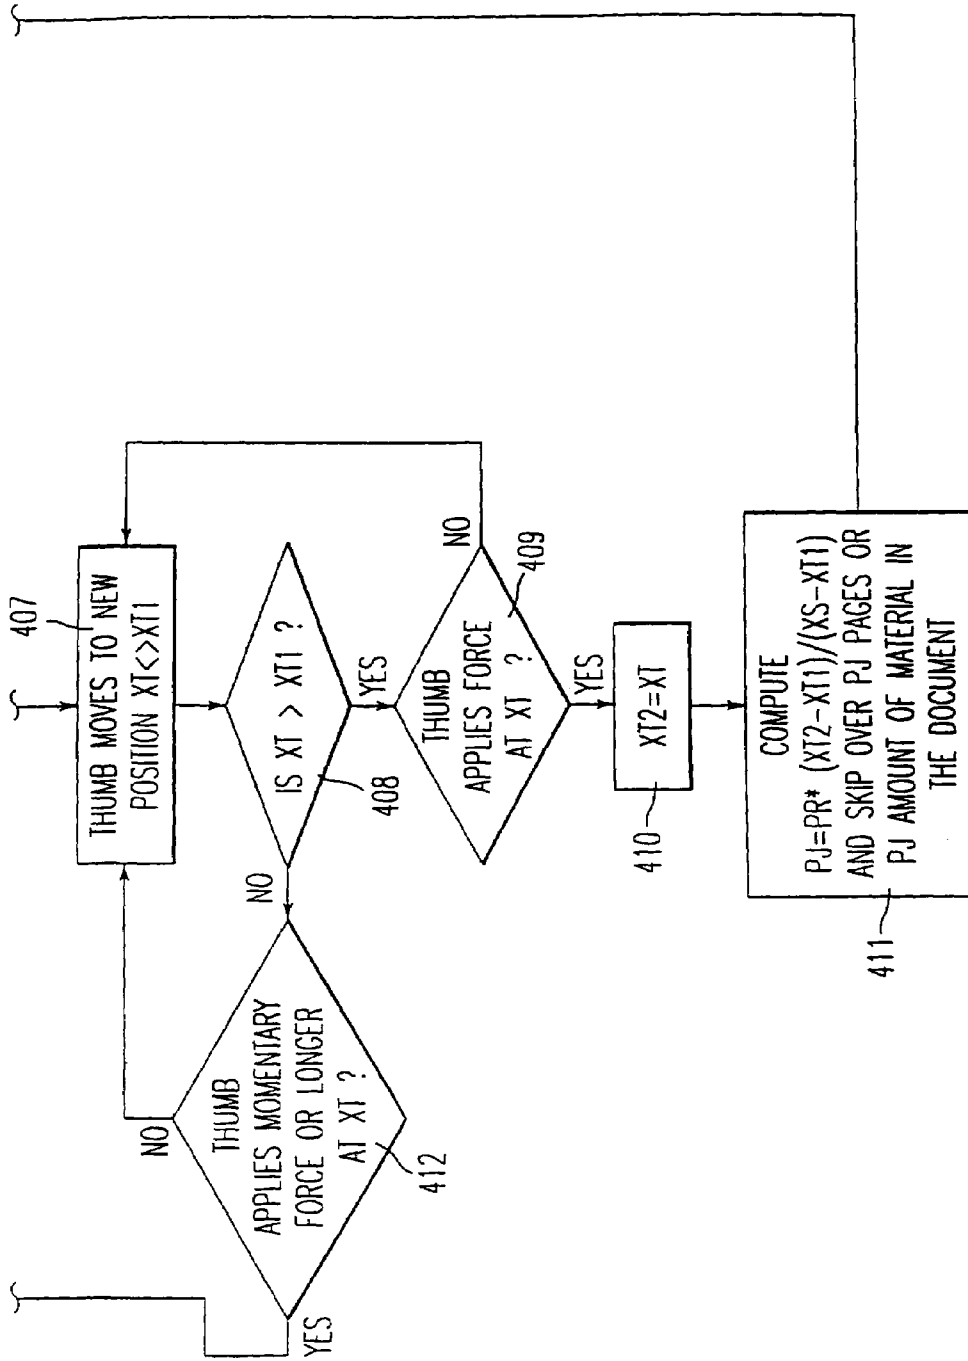 407
THUMB MOVES TO NEW
POSITION XT<>XT1
IS XT > XT1 ?
408
NO
YES
THUMB
APPLIES MOMENTARY
FORCE OR LONGER
AT XT ?
412
NO
YES
THUMB
APPLIES FORCE
AT XT ?
409
NO
YES
XT2=XT
410
COMPUTE
PJ=PR* (XT2-XT1)/(XS-XT1)
AND SKIP OVER PJ PAGES OR
PJ AMOUNT OF MATERIAL IN
THE DOCUMENT
411